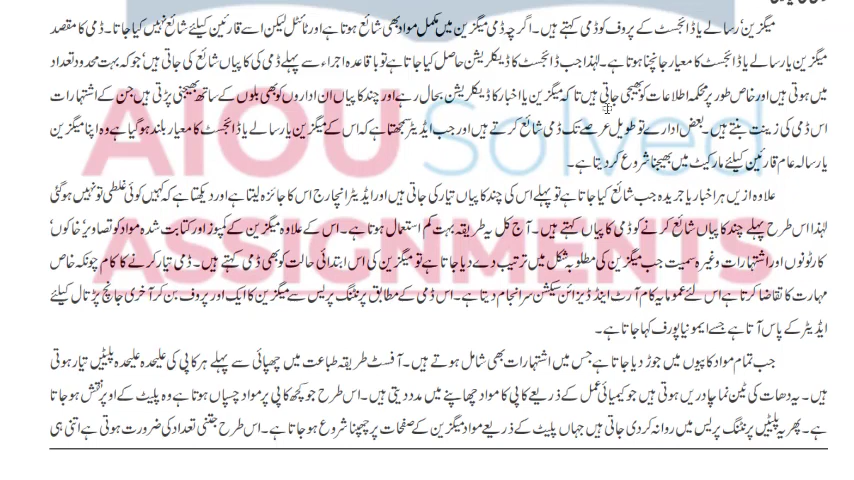 میگزین، رسالے یا ڈائجسٹ کے پروف کو ڈمی کہتے ہیں۔ اگرچہ ڈمی میگزین میں مکمل مواد بھی شائع ہوتا ہے اور ٹائٹل لیکن اسے قارئین کیلئے شائع نہیں کیا جاتا۔ ڈمی کا مقصد
میگزین یا رسالے یا ڈائجسٹ کا معیار جانچنا ہوتا ہے۔ لہٰذا جب ڈائجسٹ کا ڈیکلریشن حاصل کیا جاتا ہے تو باقاعدہ اجراء سے پہلے ڈمی کی کاپیاں شائع کی جاتی ہیں، جو کہ بہت محدود تعداد
میں ہوتی ہیں اور خاص طور پر محکمہ اطلاعات کو بھیجی جاتی ہیں تا کہ میگزین یا اخبار کا ڈیکلریشن بحال رہے اور چند کاپیاں ان اداروں کو بھی بلوں کے ساتھ بھیجنی پڑتی ہیں جن کے اشتہارات
اس ڈمی کی زینت بنتے ہیں۔ بعض ادارے تو طویل عرصے تک ڈمی شائع کرتے ہیں اور جب ایڈیٹر سمجھتا ہے کہ اس کے میگزین یا رسالے یا ڈائجسٹ کا معیار بلند ہو گیا ہے وہ اپنا میگزین
یا رسالہ عام قارئین کیلئے مارکیٹ میں بھیجنا شروع کر دیتا ہے۔
علاوہ ازیں ہر اخبار یا جریدہ جب شائع کیا جاتا ہے تو پہلے اس کی چند کاپیاں تیار کی جاتی ہیں اور ایڈیٹر انچارج اس کا جائزہ لیتا ہے اور دیکھتا ہے کہ کہیں کوئی غلطی تو نہیں ہو گئی
لہٰذا اس طرح پہلے چند کاپیاں شائع کرنے کو ڈمی کا پیاں کہتے ہیں۔ آج کل یہ طریقہ بہت کم استعمال ہوتا ہے۔ اس کے علاوہ میگزین کے کمپوز اور کتابت شدہ مواد کو تصاویر، خاکوں،
کارٹونوں اور اشتہارات وغیرہ سمیت جب میگزین کی مطلوبہ شکل میں ترتیب دے دیا جاتا ہے تو میگزین کی اس ابتدائی حالت کو بھی ڈمی کہتے ہیں۔ ڈمی تیار کرنے کا کام چونکہ خاص
مہارت کا تقاضا کرتا ہے اس لئے عموماً یہ کام آرٹ اینڈ ڈیزائن سیکشن سرانجام دیتا ہے۔ اس ڈمی کے مطابق پرنٹنگ پریس سے میگزین کا ایک اور پروف بن کر آخری جانچ پڑتال کیلئے
ایڈیٹر کے پاس آتا ہے جسے ایمونیا پورف کہا جاتا ہے۔
جب تمام مواد کاپیوں میں جوڑ دیا جاتا ہے جس میں اشتہارات بھی شامل ہوتے ہیں۔ آفسٹ طریقہ طباعت میں چھپائی سے پہلے ہر کاپی کی علیحدہ علیحدہ پلیٹیں تیار ہوتی
ہیں۔ یہ دھات کی ٹین نما چادریں ہوتی ہیں جو کیمیائی عمل کے ذریعے کاپی کا مواد چھاپنے میں مدد دیتی ہیں۔ اس طرح جو کچھ کاپی پر مواد چسپاں ہوتا ہے وہ پلیٹ کے اوپر نقش ہو جاتا
ہے۔ پھر یہ پلیٹیں پرنٹنگ پریس میں روانہ کر دی جاتی ہیں جہاں پلیٹ کے ذریعے مواد میگزین کے صفحات پر چھپنا شروع ہو جاتا ہے۔ اس طرح جتنی تعداد کی ضرورت ہوتی ہے اتنی ہی
AIOU Solved
ASSIGNMENTS